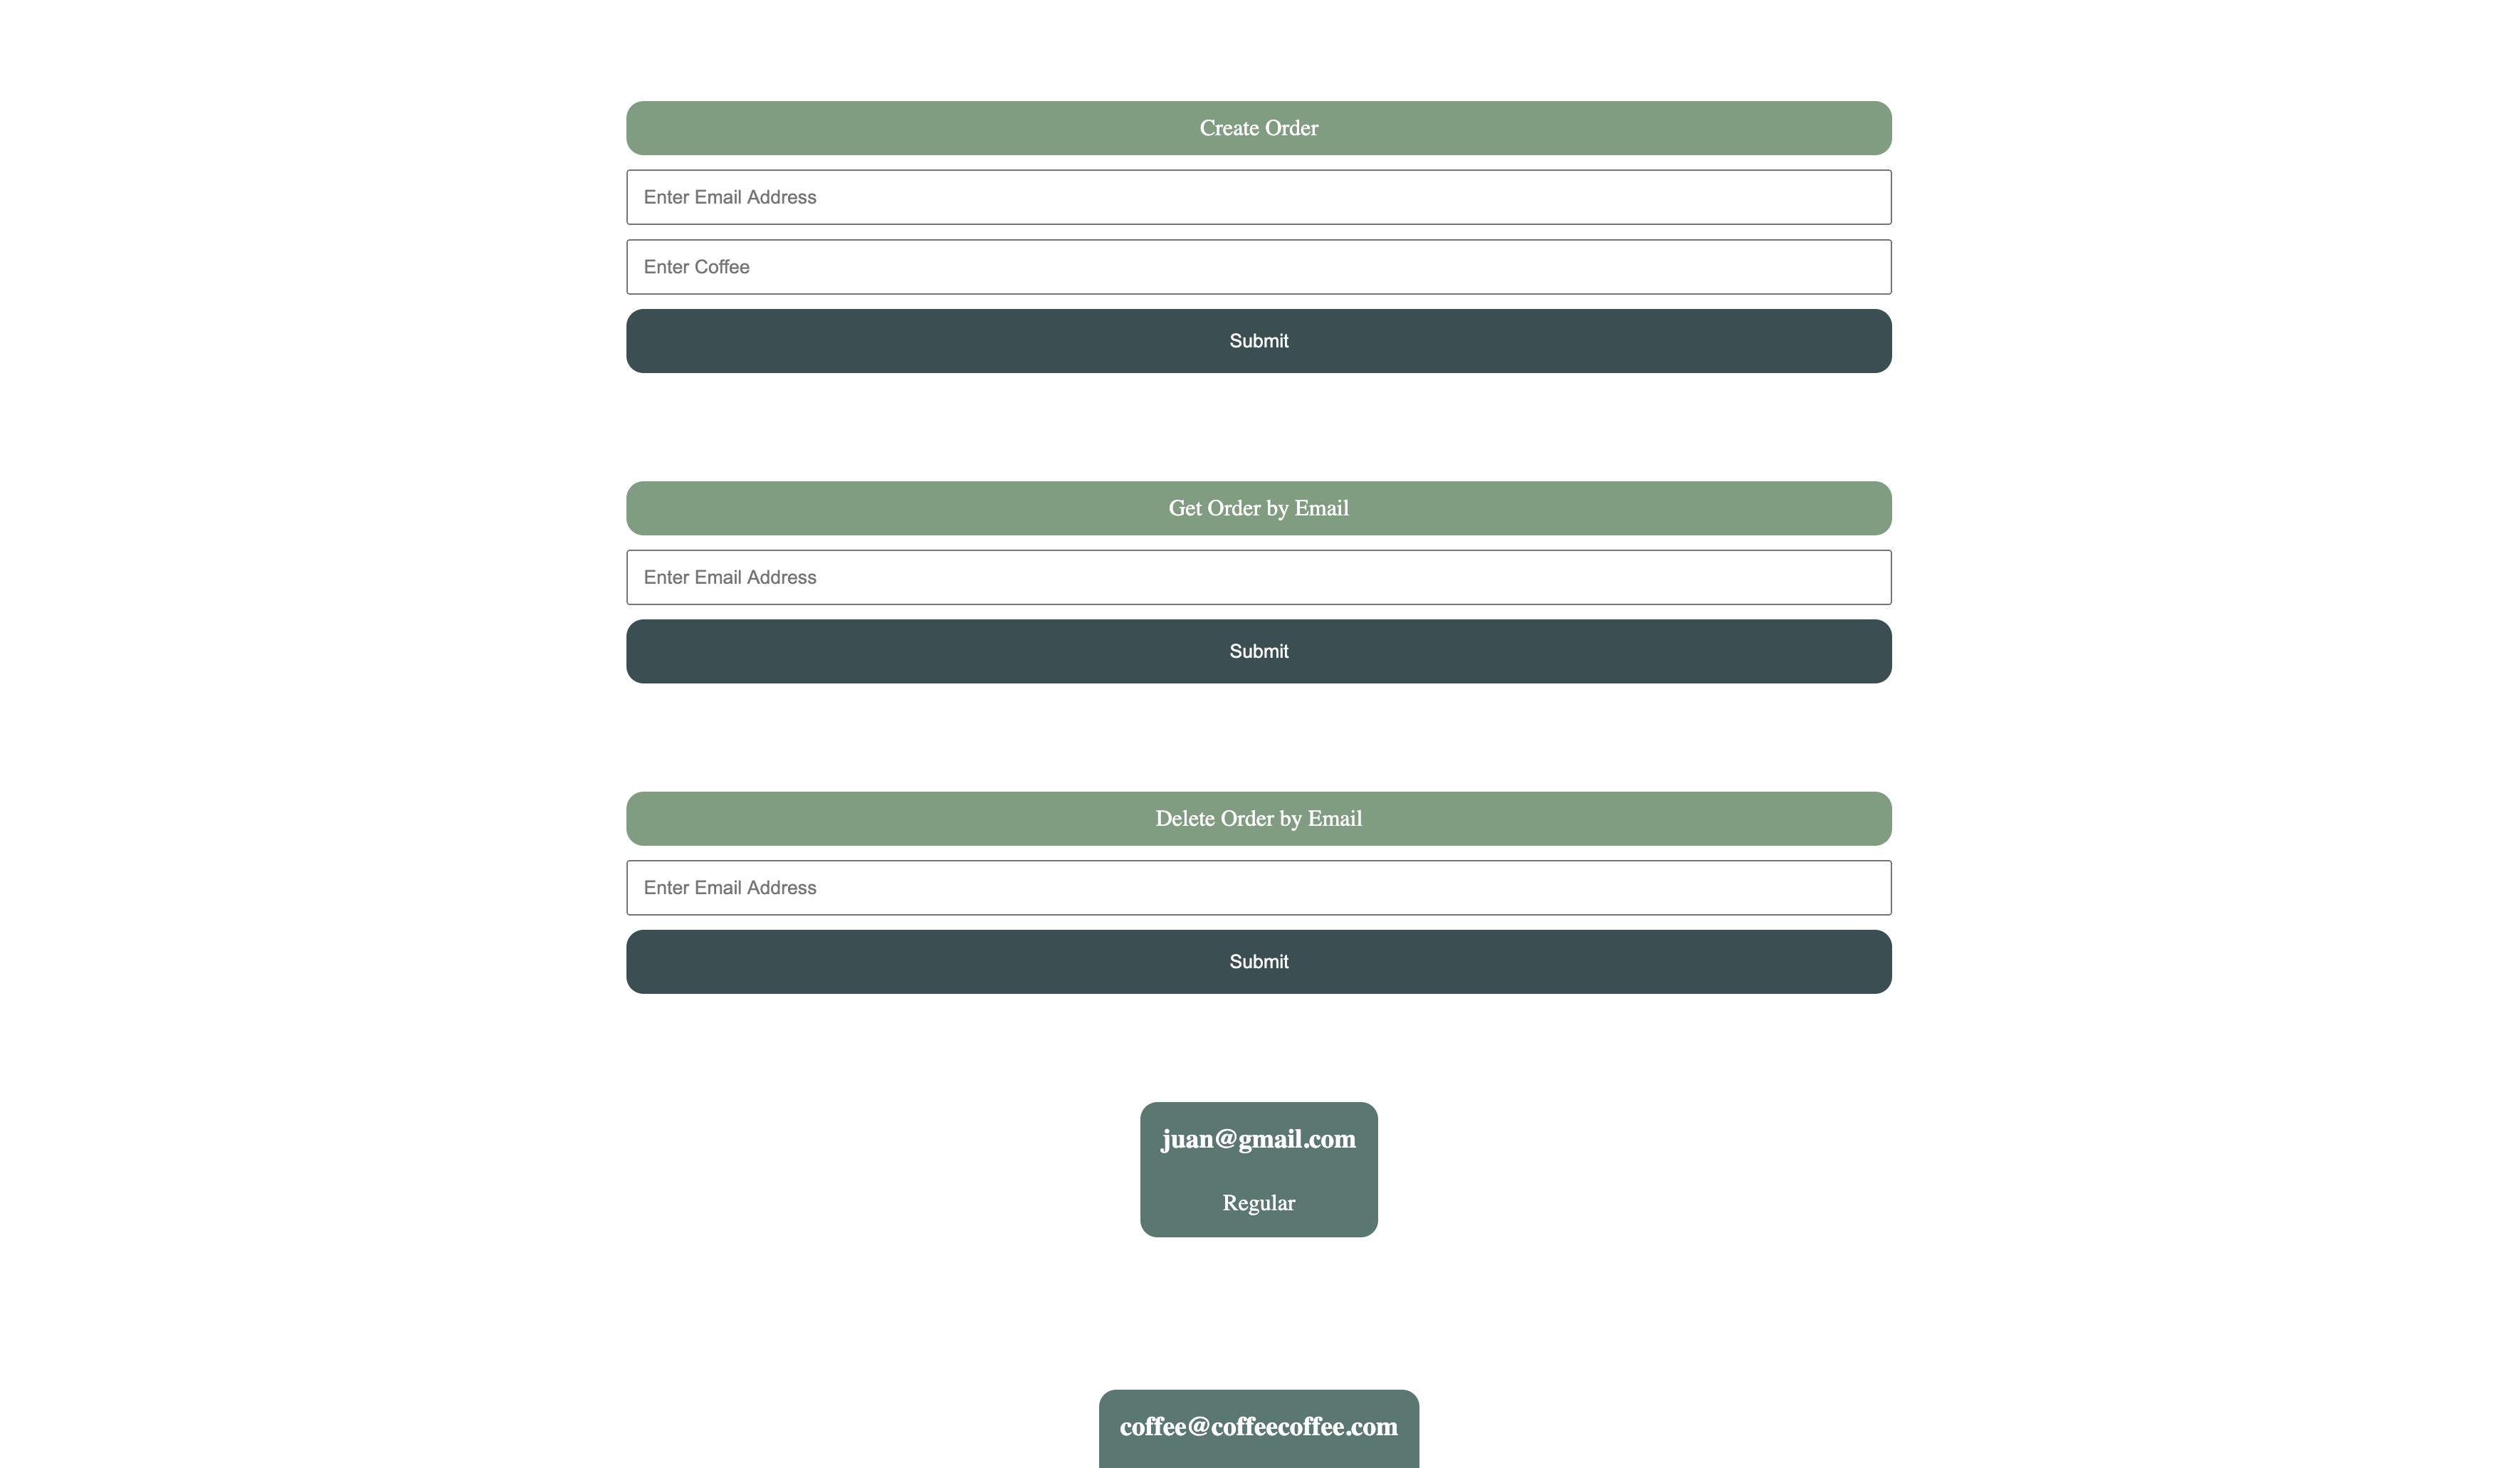 Create Order
Enter Email Address
Enter Coffee
Submit
Get Order by Email
Enter Email Address
Submit
Delete Order by Email
Enter Email Address
Submit
juan@gmail.com
Regular
coffee@coffeecoffee.com